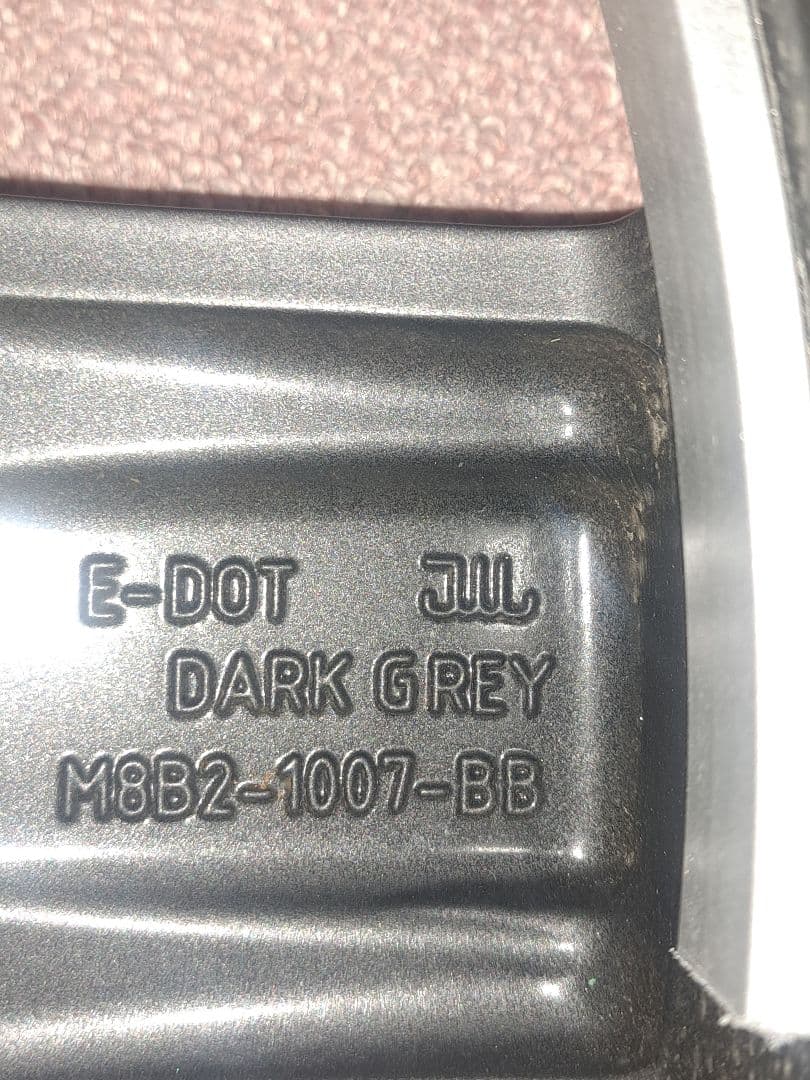 E-DOT JWL
DARK GREY
M8B2-1007-BB